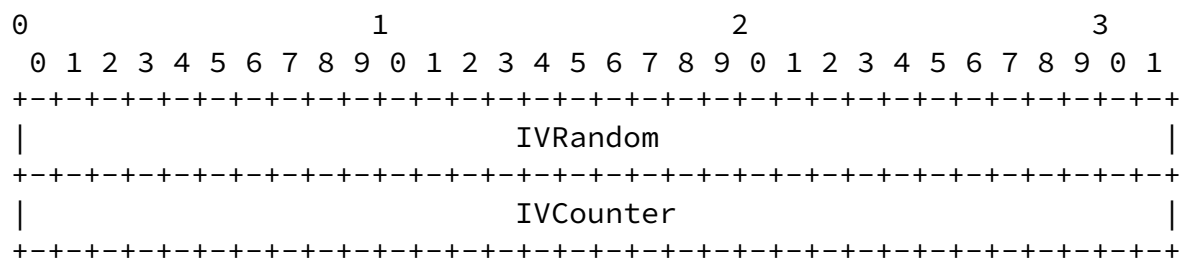 0                   1                   2                   3
 0 1 2 3 4 5 6 7 8 9 0 1 2 3 4 5 6 7 8 9 0 1 2 3 4 5 6 7 8 9 0 1
+-+-+-+-+-+-+-+-+-+-+-+-+-+-+-+-+-+-+-+-+-+-+-+-+-+-+-+-+-+-+-+-+
|                           IVRandom                            |
+-+-+-+-+-+-+-+-+-+-+-+-+-+-+-+-+-+-+-+-+-+-+-+-+-+-+-+-+-+-+-+-+
|                           IVCounter                           |
+-+-+-+-+-+-+-+-+-+-+-+-+-+-+-+-+-+-+-+-+-+-+-+-+-+-+-+-+-+-+-+-+